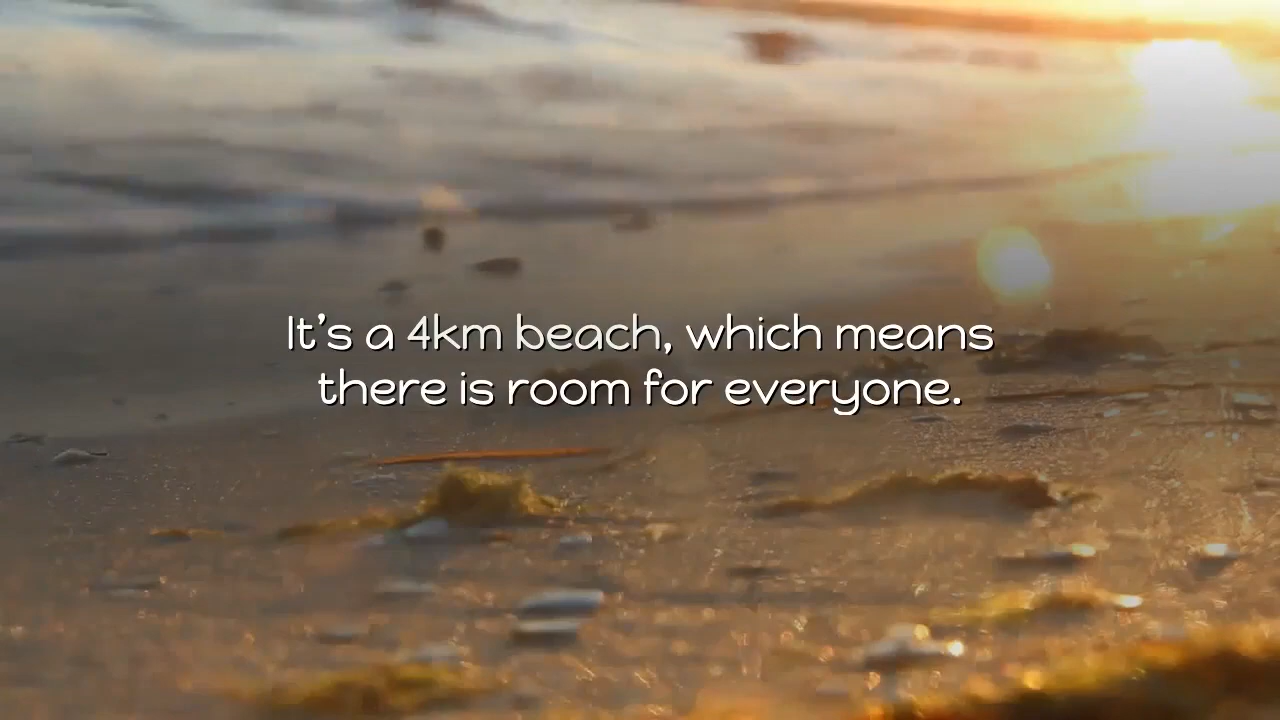 It's a 4km beach, which means
there is room for everyone.